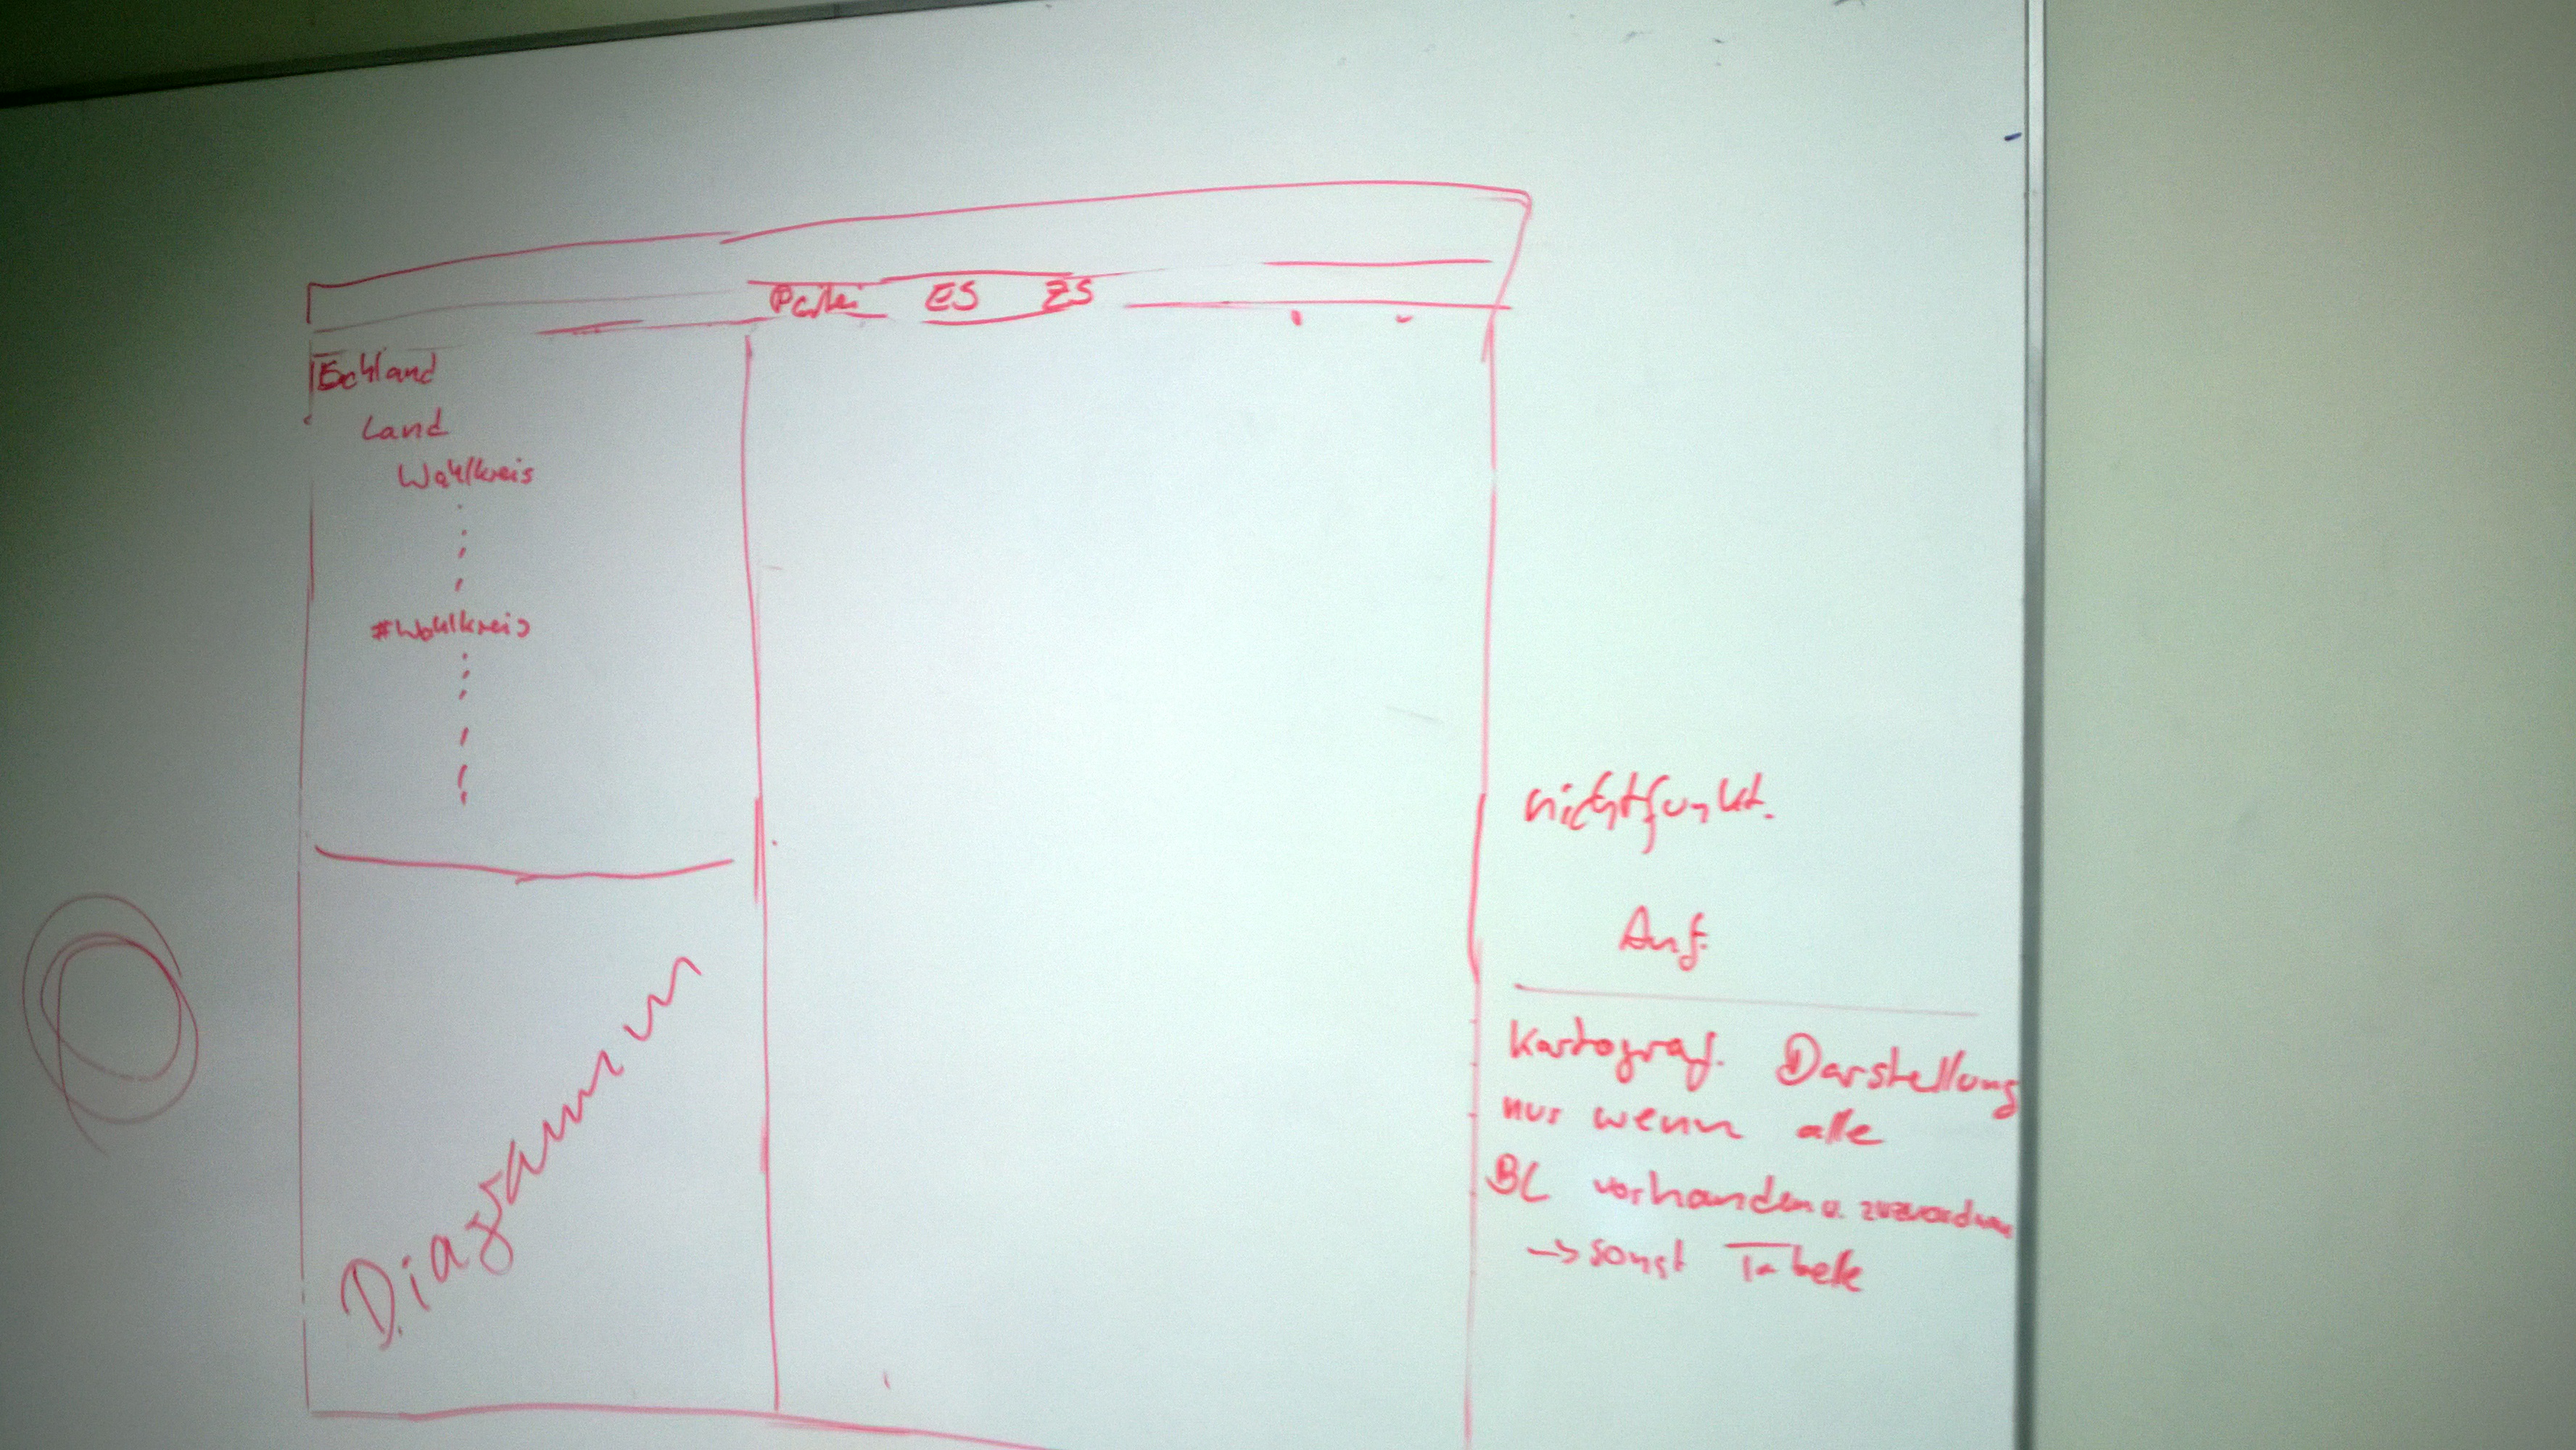 Partei ES ZS
Land
Wahlkreis
#Wahlkreis
Diagramm
nichtfunkt.
Anf.
Kartograf. Darstellung
nur wenn alle
BL vorhanden u. zuzuordnen
→ sonst Tabelle